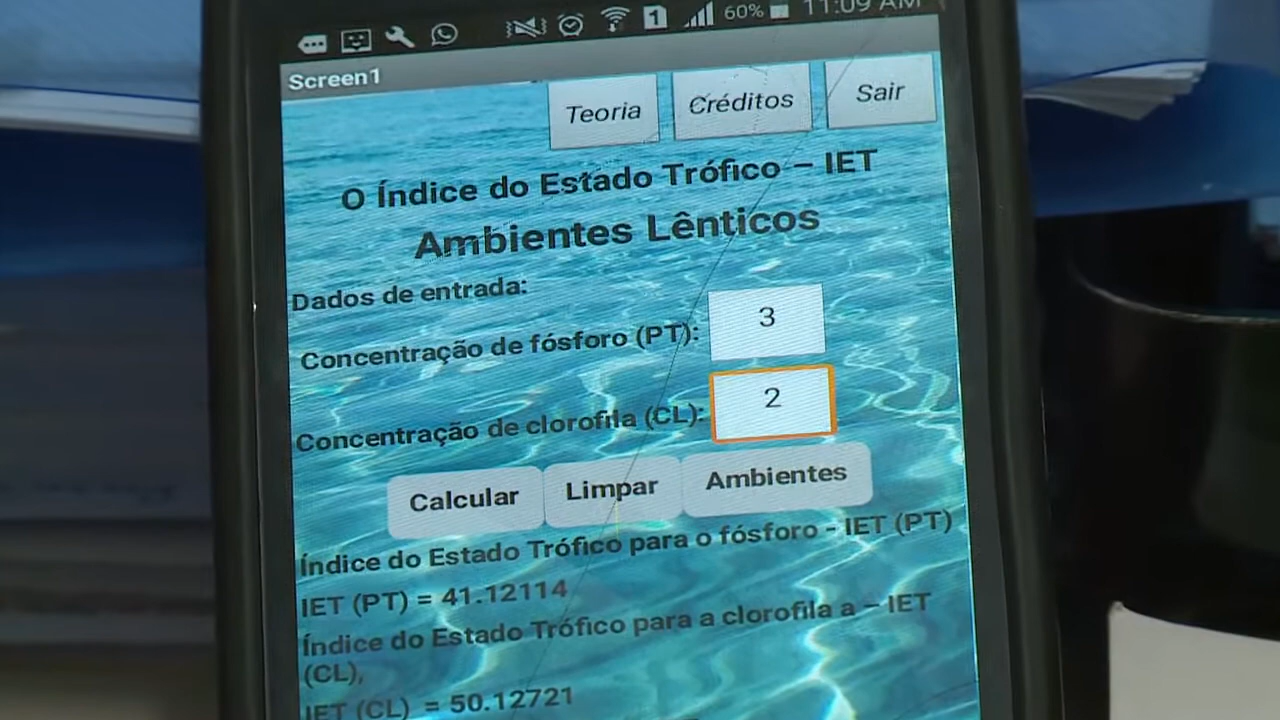 1 60% 11:09 AM
Screen1
Teoria Créditos Sair
O Índice do Estado Trófico – IET
Ambientes Lênticos
Dados de entrada:
Concentração de fósforo (PT): 3
Concentração de clorofila (CL): 2
Calcular Limpar Ambientes
Índice do Estado Trófico para o fósforo - IET (PT)
IET (PT) = 41.12114
Índice do Estado Trófico para a clorofila a – IET
(CL),
IET (CL) = 50.12721